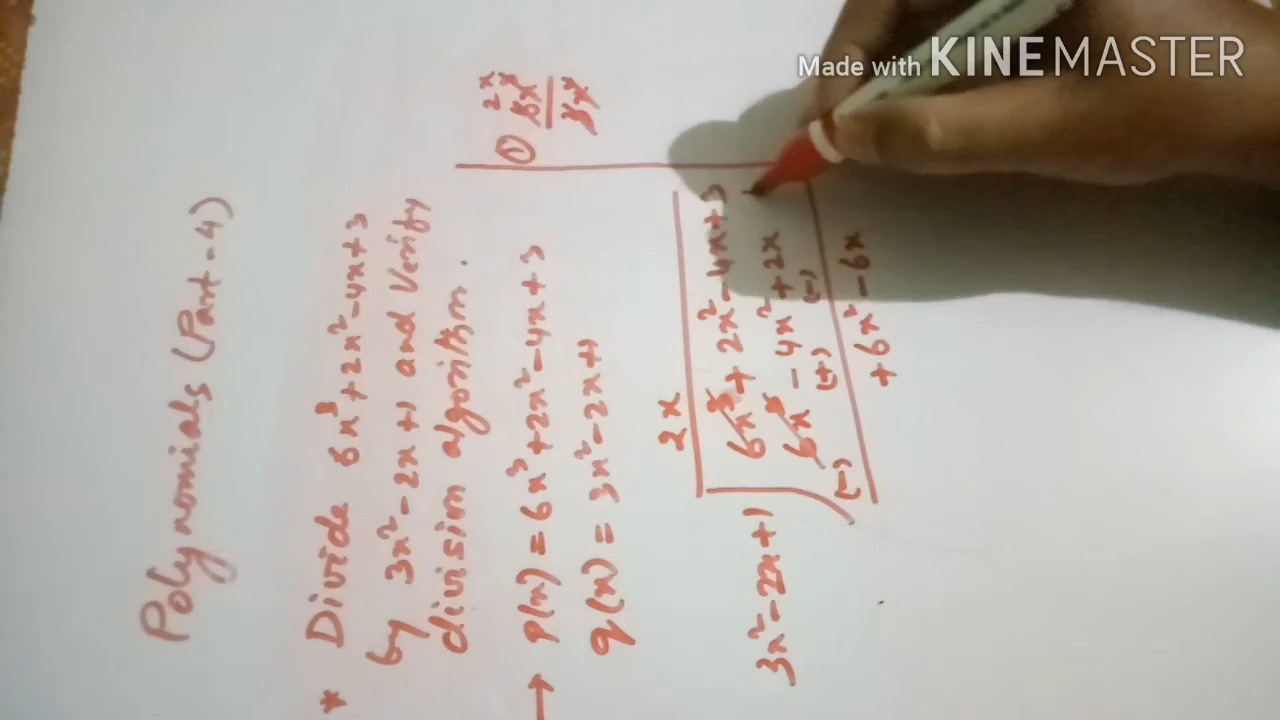 Made with KINEMASTER
Polynomials (Part-4)
* Divide 6x³+2x²-4x+3
by 3x²-2x+1 and Verify
division algorithm.
→ p(x) = 6x³+2x²-4x+3
q(x) = 3x²-2x+1
2x
3x²-2x+1 6x³+2x²-4x+3
6x³-4x²+2x
(-) (+) (-)
+6x²-6x
①
2x